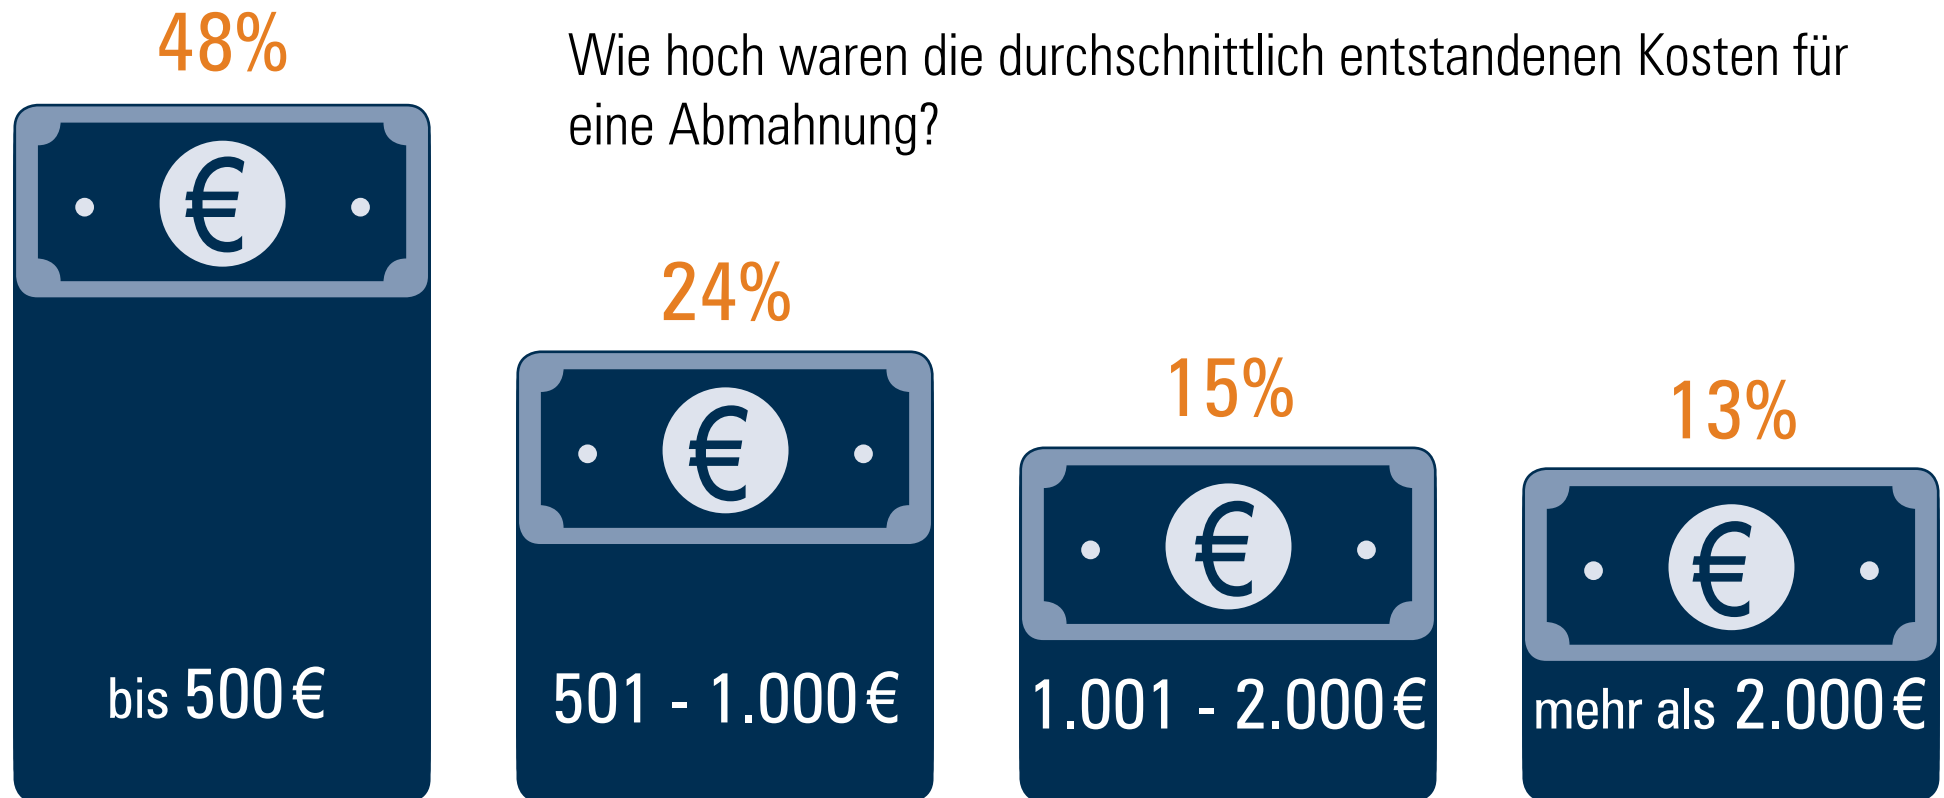 48%
Wie hoch waren die durchschnittlich entstandenen Kosten für
eine Abmahnung?
€
24%
€
15%
€
13%
€
bis 500 €
501 - 1.000 €
1.001 - 2.000 €
mehr als 2.000 €